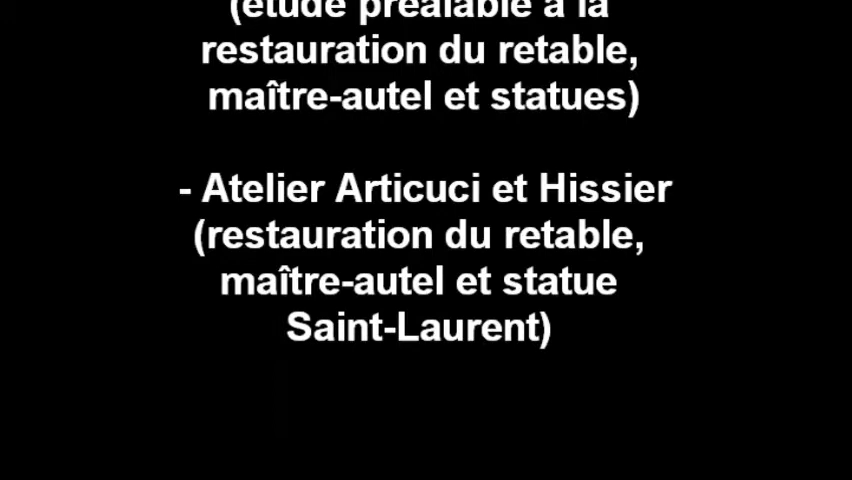 (étude préalable à la
restauration du retable,
maître-autel et statues)
- Atelier Articuci et Hissier
(restauration du retable,
maître-autel et statue
Saint-Laurent)